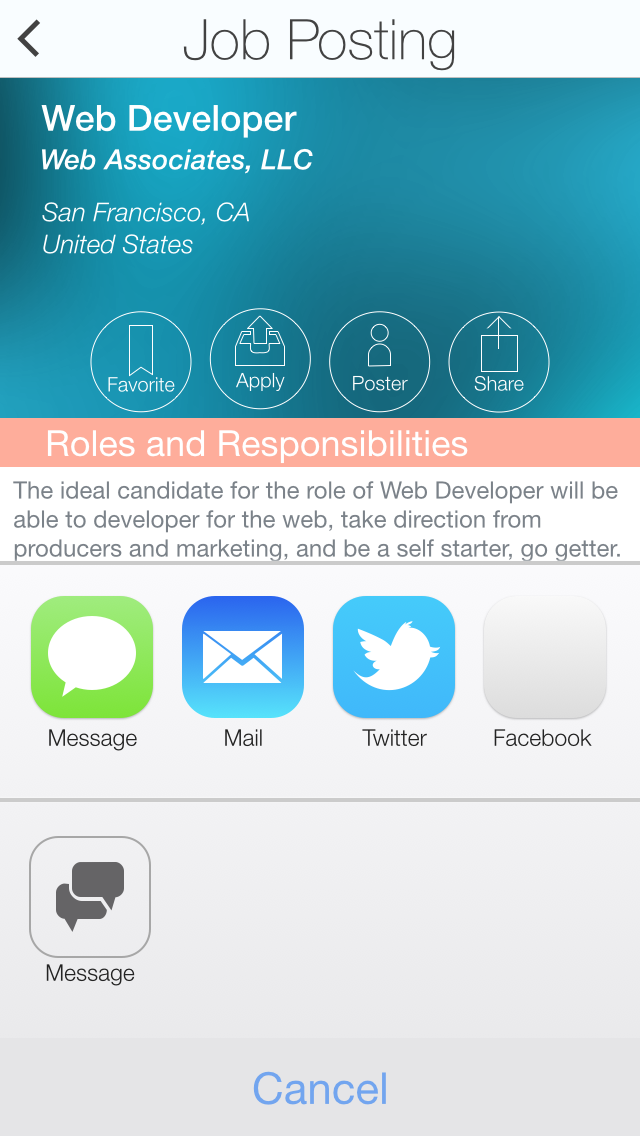 Job Posting
Web Developer
Web Associates, LLC
San Francisco, CA
United States
Favorite
Apply
Poster
Share
Roles and Responsibilities
The ideal candidate for the role of Web Developer will be
able to developer for the web, take direction from
producers and marketing, and be a self starter, go getter.
Message
Mail
Twitter
Facebook
Message
Cancel